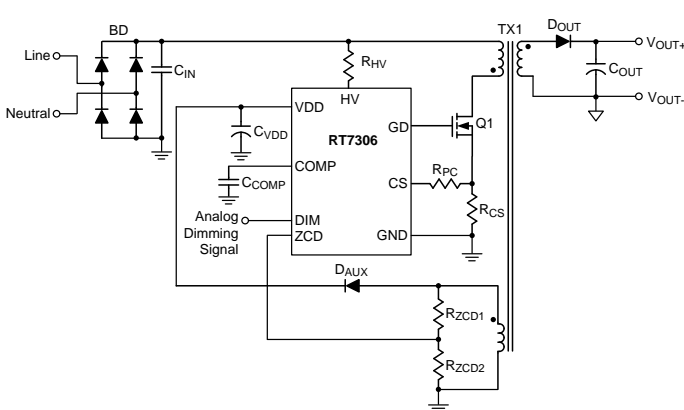 BD
TX1
DOUT
VOUT+
Line
CIN
RHV
COUT
Neutral
HV
VOUT-
VDD
GD
Q1
CVDD
RT7306
COMP
CS
RPC
CCOMP
RCS
Analog
Dimming
Signal
DIM
ZCD
GND
DAUX
RZCD1
RZCD2